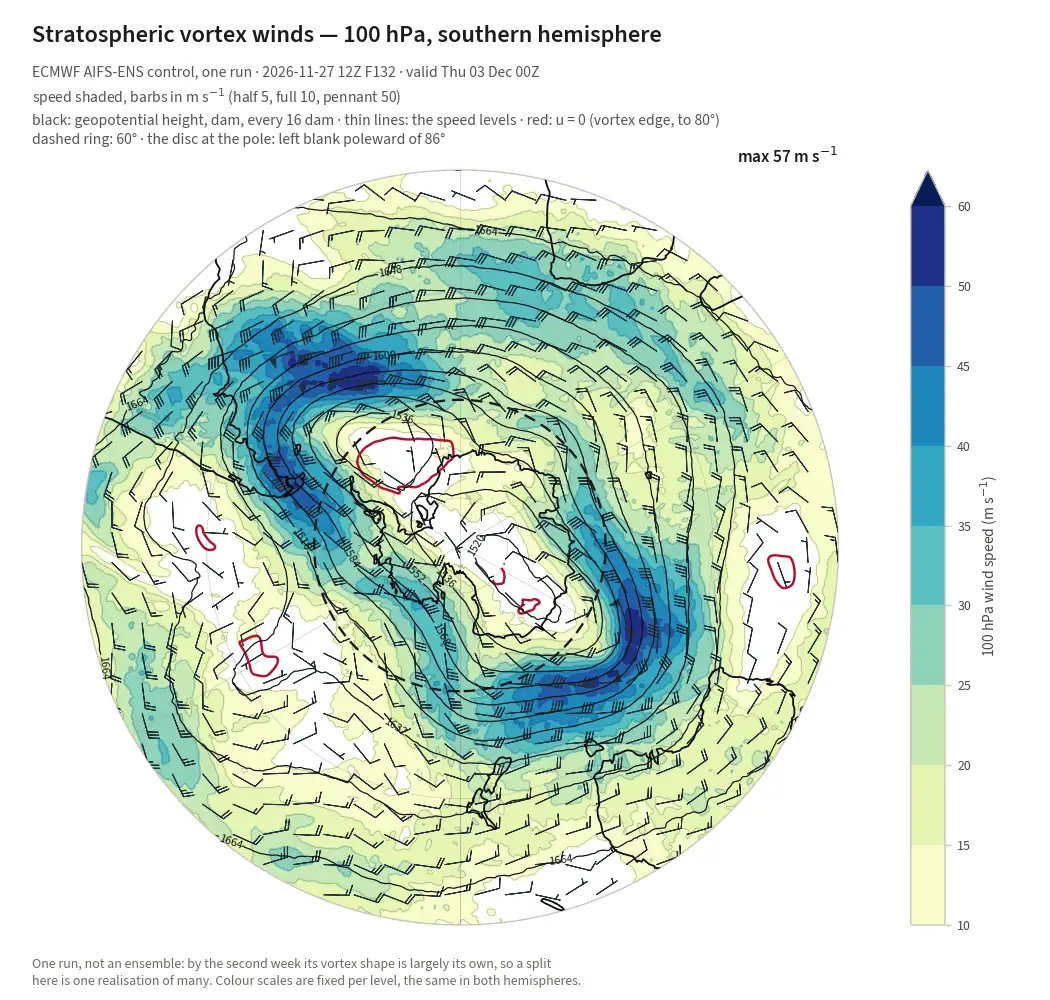 Stratospheric vortex winds — 100 hPa, southern hemisphere
ECMWF AIFS-ENS control, one run · 2026-11-27 12Z F132 · valid Thu 03 Dec 00Z
speed shaded, barbs in m s⁻¹ (half 5, full 10, pennant 50)
black: geopotential height, dam, every 16 dam · thin lines: the speed levels · red: u = 0 (vortex edge, to 80°)
dashed ring: 60° · the disc at the pole: left blank poleward of 86°
max 57 m s⁻¹
60
50
45
40
35
30
25
20
15
10
100 hPa wind speed (m s⁻¹)
1664
1648
1600
1664
1536
1520
1664
1664
1664
One run, not an ensemble: by the second week its vortex shape is largely its own, so a split
here is one realisation of many. Colour scales are fixed per level, the same in both hemispheres.